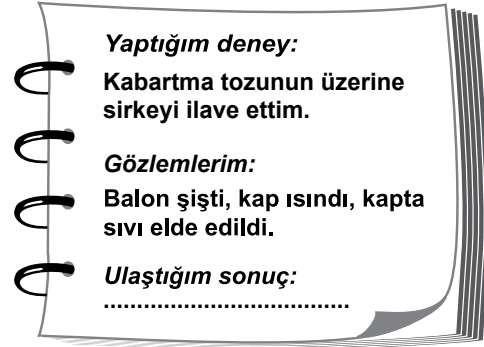 Yaptığım deney:
Kabartma tozunun üzerine
sirkeyi ilave ettim.
Gözlemlerim:
Balon şişti, kap ısındı, kapta
sıvı elde edildi.
Ulaştığım sonuç:
.....................................